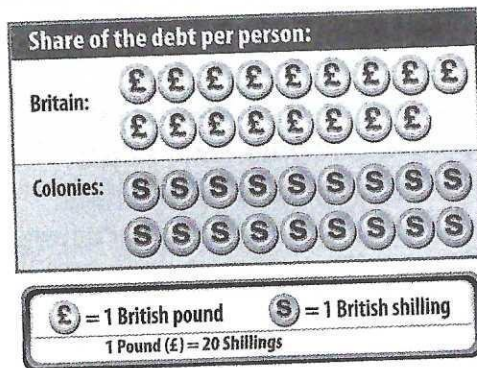 Share of the debt per person:
Britain: £ £ £ £ £ £ £ £ £
£ £ £ £ £ £ £ £
Colonies: S S S S S S S S S
S S S S S S S S S
£ = 1 British pound S = 1 British shilling
1 Pound (£) = 20 Shillings